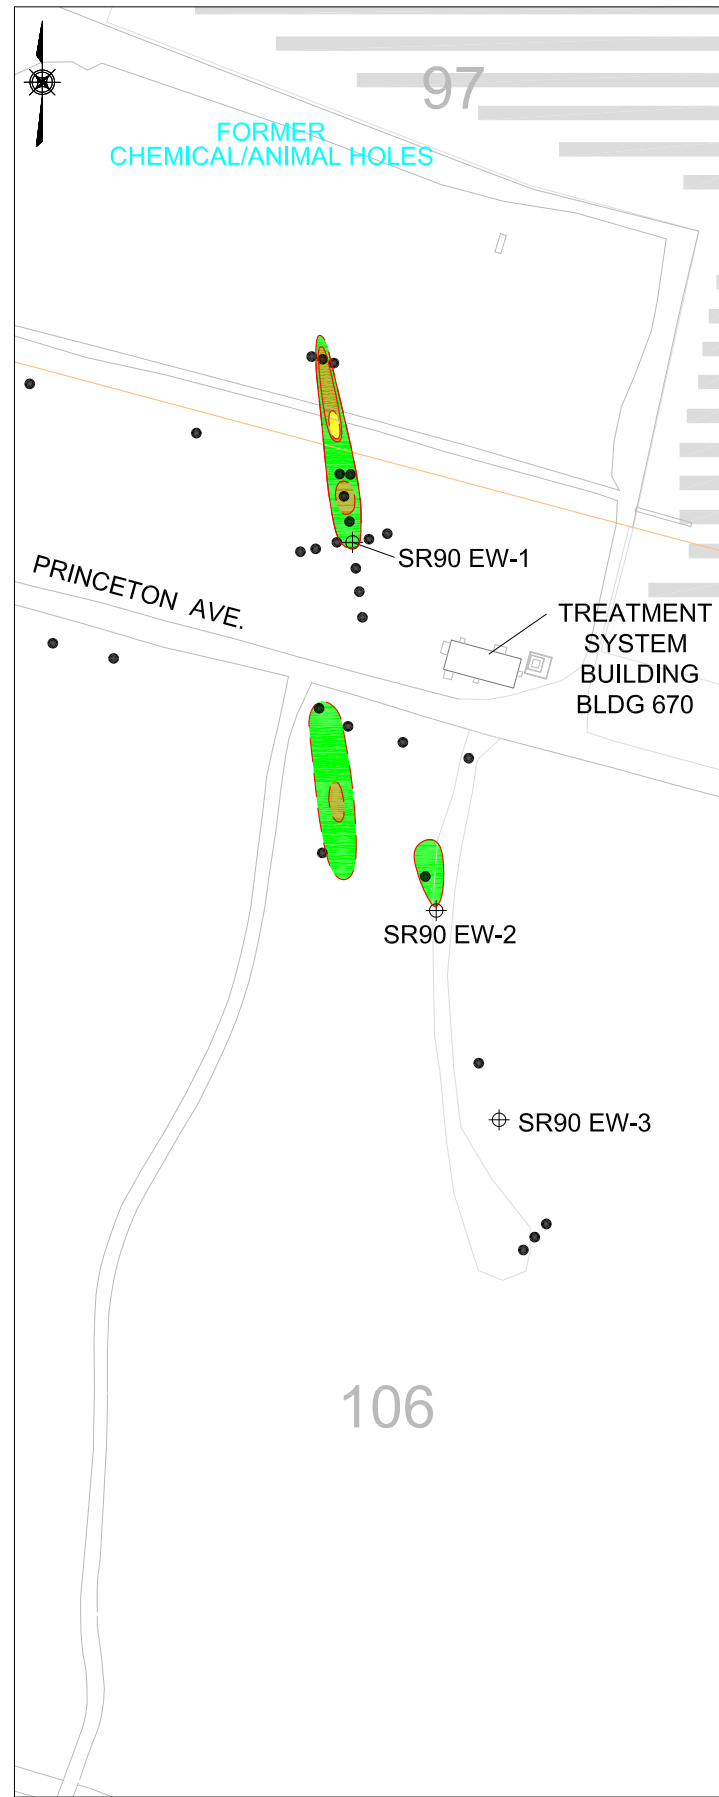 97
FORMER
CHEMICAL/ANIMAL HOLES
SR90 EW-1
PRINCETON AVE.
TREATMENT
SYSTEM
BUILDING
BLDG 670
SR90 EW-2
SR90 EW-3
106